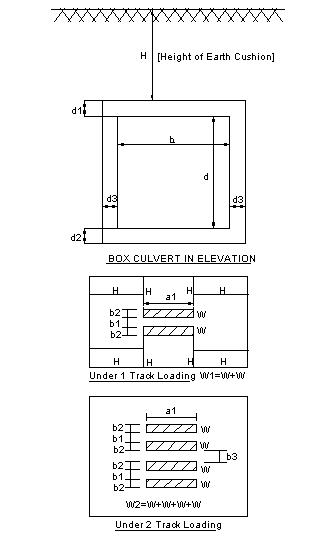 H [Height of Earth Cushion]
d1
b
d
d3 d3
d2
BOX CULVERT IN ELEVATION
H H H H
a1
b2 W
b1
b2 W
H H H H
Under 1 Track Loading W1=W+W
a1
b2 W
b1
b2 W
b3
b2 W
b1
b2 W
W2=W+W+W+W
Under 2 Track Loading